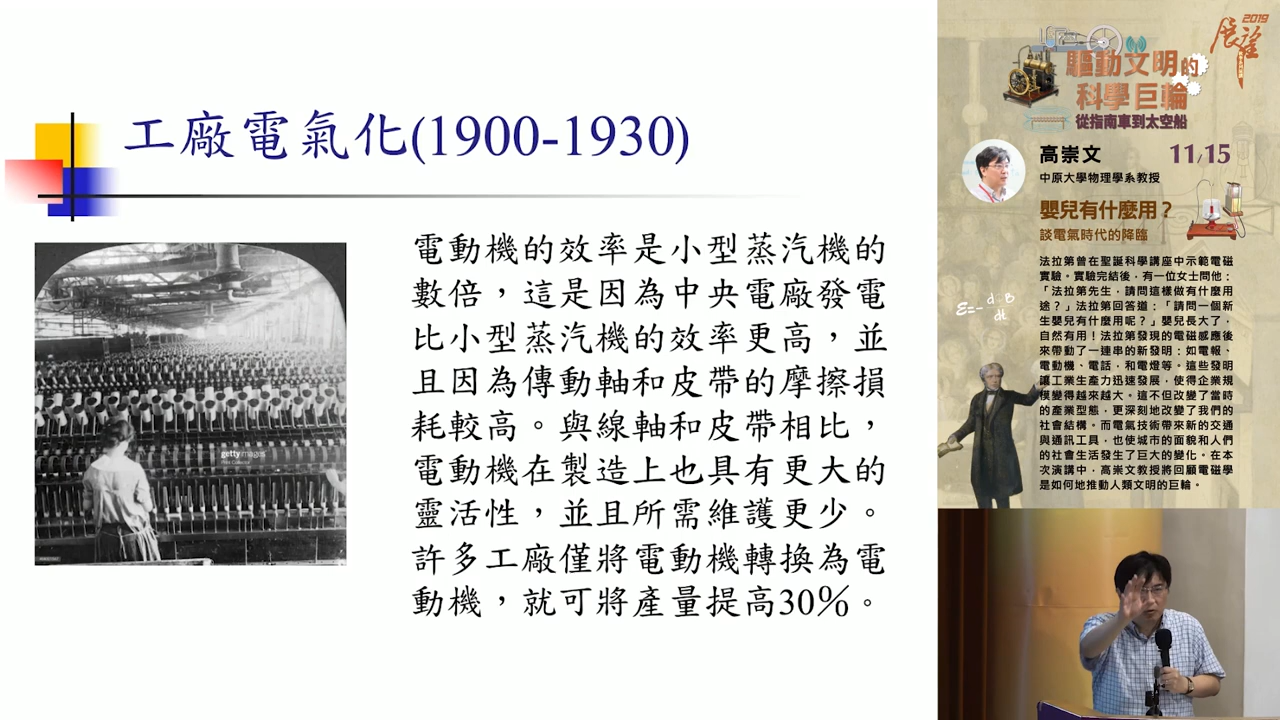 工廠電氣化(1900-1930)
電動機的效率是小型蒸汽機的
數倍，這是因為中央電廠發電
比小型蒸汽機的效率更高，並
且因為傳動軸和皮帶的摩擦損
耗較高。與線軸和皮帶相比，
電動機在製造上也具有更大的
靈活性，並且所需維護更少。
許多工廠僅將電動機轉換為電
動機，就可將產量提高30%。
gettyimages
Print Collector
2019
展望
驅動文明的
科學巨輪
從指南車到太空船
高崇文
11/15
中原大學物理學系教授
嬰兒有什麼用？
談電氣時代的降臨
法拉第曾在聖誕科學講座中示範電磁
實驗。實驗完結後，有一位女士問他：
「法拉第先生，請問這樣做有什麼用
途？」法拉第回答道：「請問一個新
生嬰兒有什麼用呢？」嬰兒長大了，
自然有用！法拉第發現的電磁感應後
來帶動了一連串的新發明：如電報、
電動機、電話，和電燈等。這些發明
讓工業生產力迅速發展，使得企業規
模變得越來越大。這不但改變了當時
的產業型態，更深刻地改變了我們的
社會結構。而電氣技術帶來新的交通
與通訊工具，也使城市的面貌和人們
的社會生活發生了巨大的變化。在本
次演講中，高崇文教授將回顧電磁學
是如何地推動人類文明的巨輪。